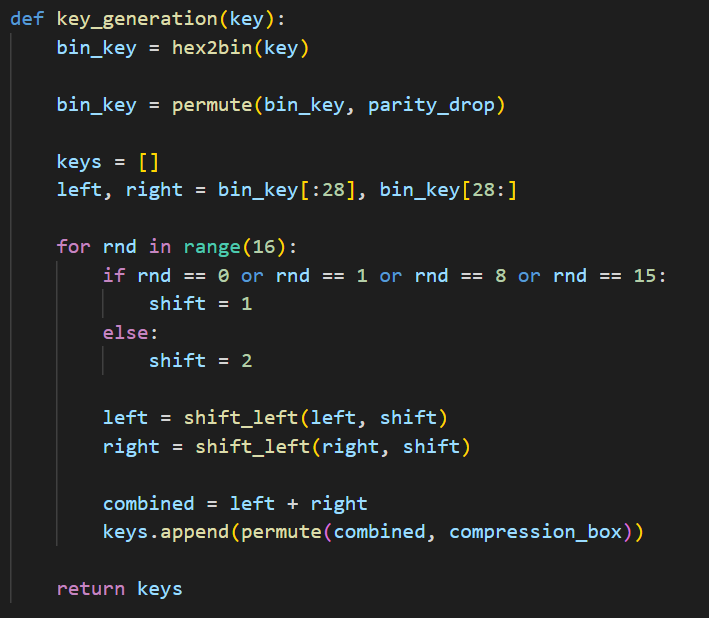 def key_generation(key):
    bin_key = hex2bin(key)

    bin_key = permute(bin_key, parity_drop)

    keys = []
    left, right = bin_key[:28], bin_key[28:]

    for rnd in range(16):
        if rnd == 0 or rnd == 1 or rnd == 8 or rnd == 15:
            shift = 1
        else:
            shift = 2

        left = shift_left(left, shift)
        right = shift_left(right, shift)

        combined = left + right
        keys.append(permute(combined, compression_box))

    return keys